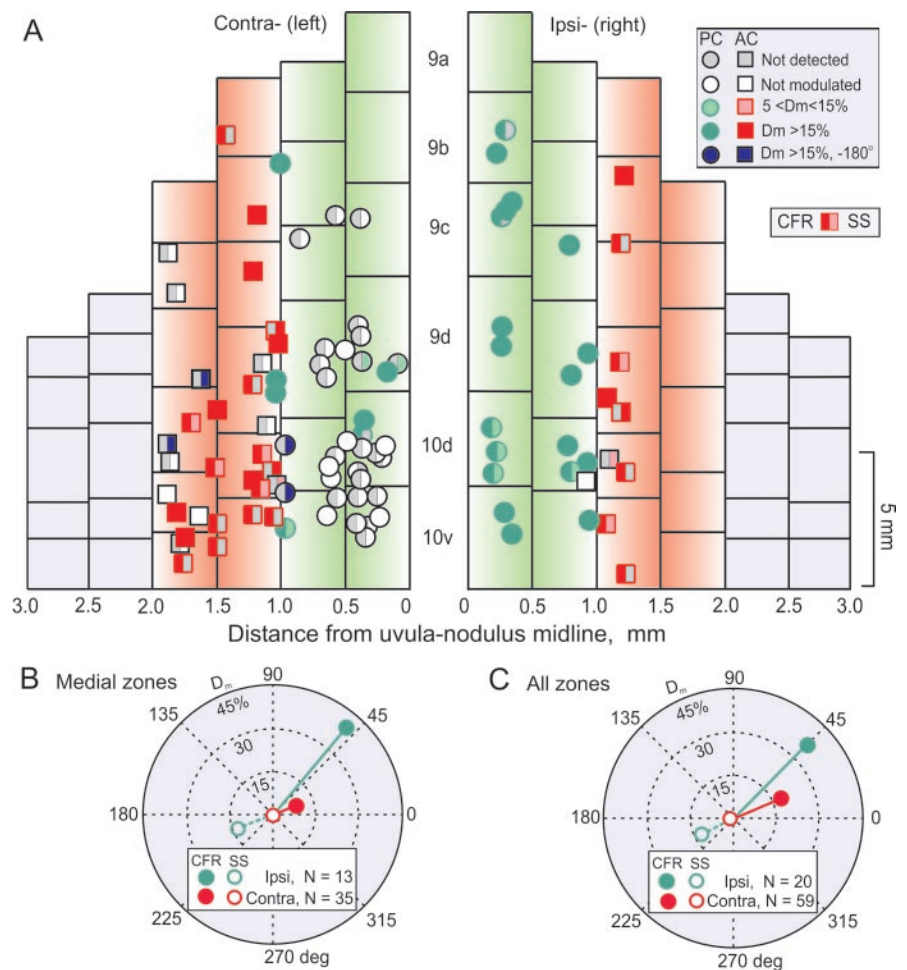 A
Contra- (left)
Ipsi- (right)
PC AC
Not detected
Not modulated
5 <Dm<15%
Dm >15%
Dm >15%, -180°
CFR SS
9a
9b
9c
9d
10d
10v
5 mm
3.0 2.5 2.0 1.5 1.0 0.5 0 0 0.5 1.0 1.5 2.0 2.5 3.0
Distance from uvula-nodulus midline, mm
B Medial zones
Dm
45%
30
15
90
45
0
315
270 deg
225
180
135
CFR SS
Ipsi, N = 13
Contra, N = 35
C All zones
Dm
45%
30
15
90
45
0
315
270 deg
225
180
135
CFR SS
Ipsi, N = 20
Contra, N = 59